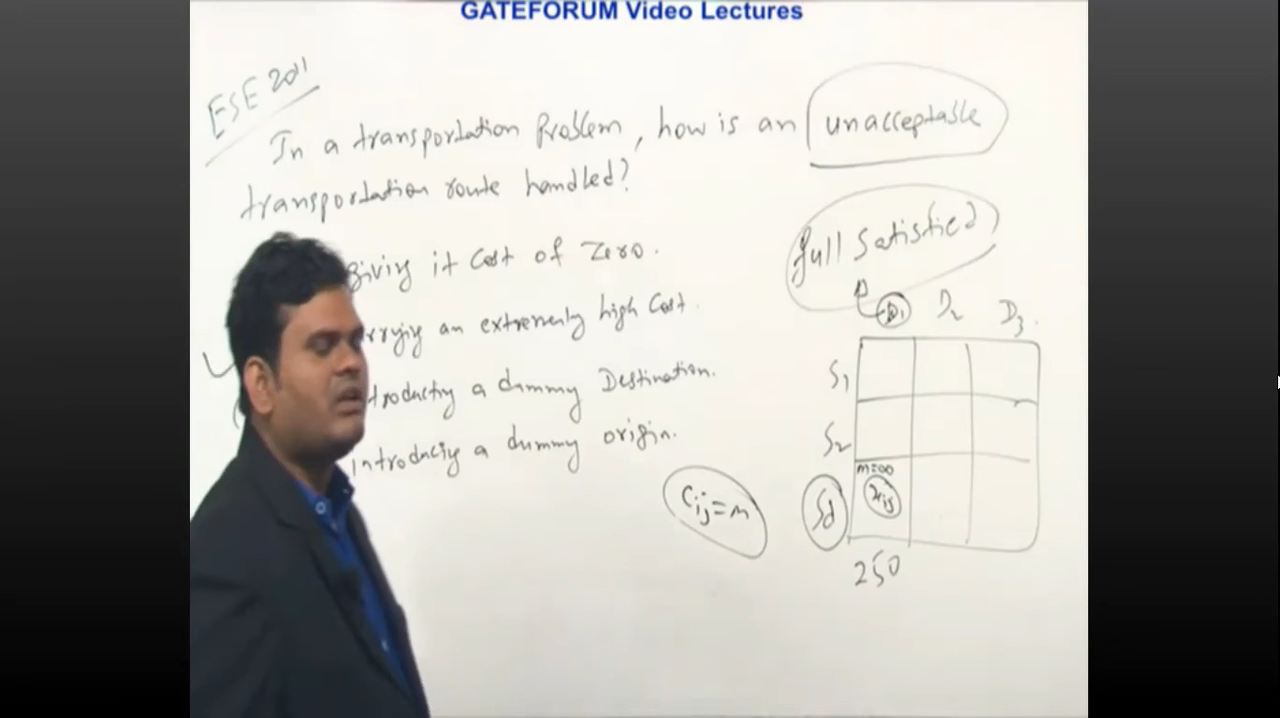 GATEFORUM Video Lectures
ESE 2011
In a transportation Problem, how is an unacceptable
transportation route handled?
full Satisfied
giving it Cost of Zero.
an extremely high Cost.
a dummy Destination.
a dummy origin.
D1 D2 D3
S1
S2
m=∞
Sd
Cij=m
250